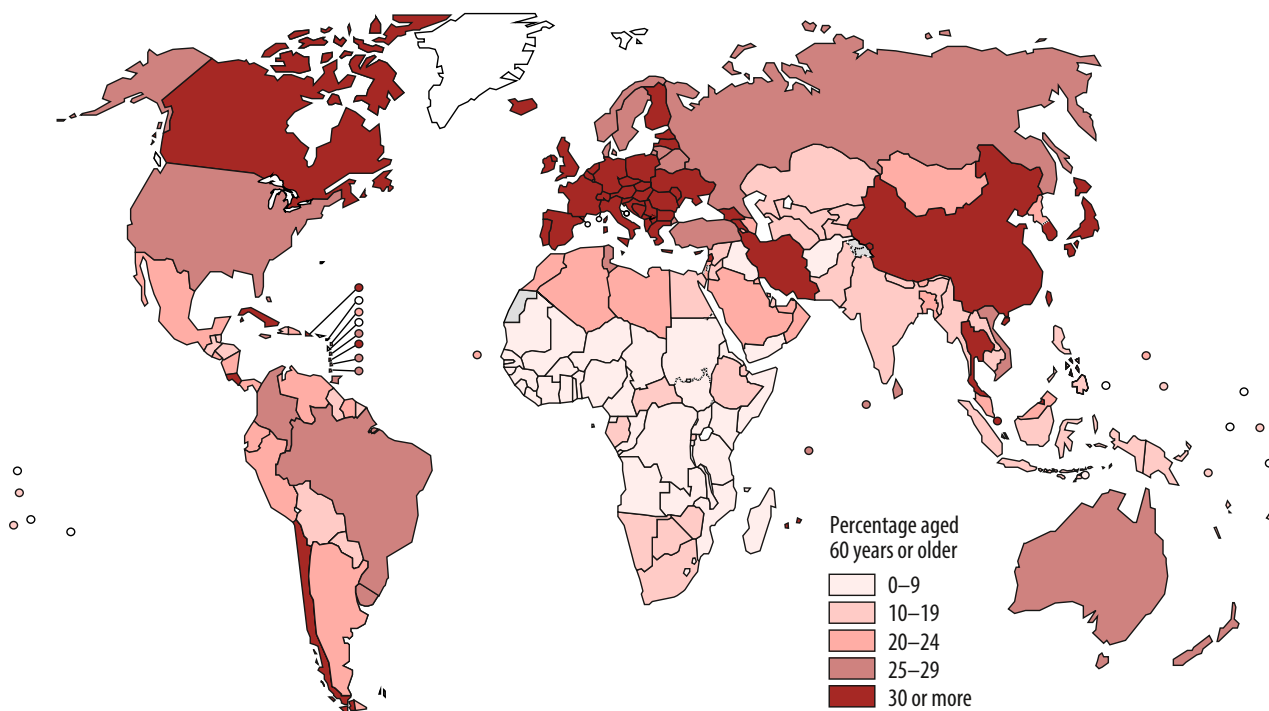 Percentage aged
60 years or older
0–9
10–19
20–24
25–29
30 or more